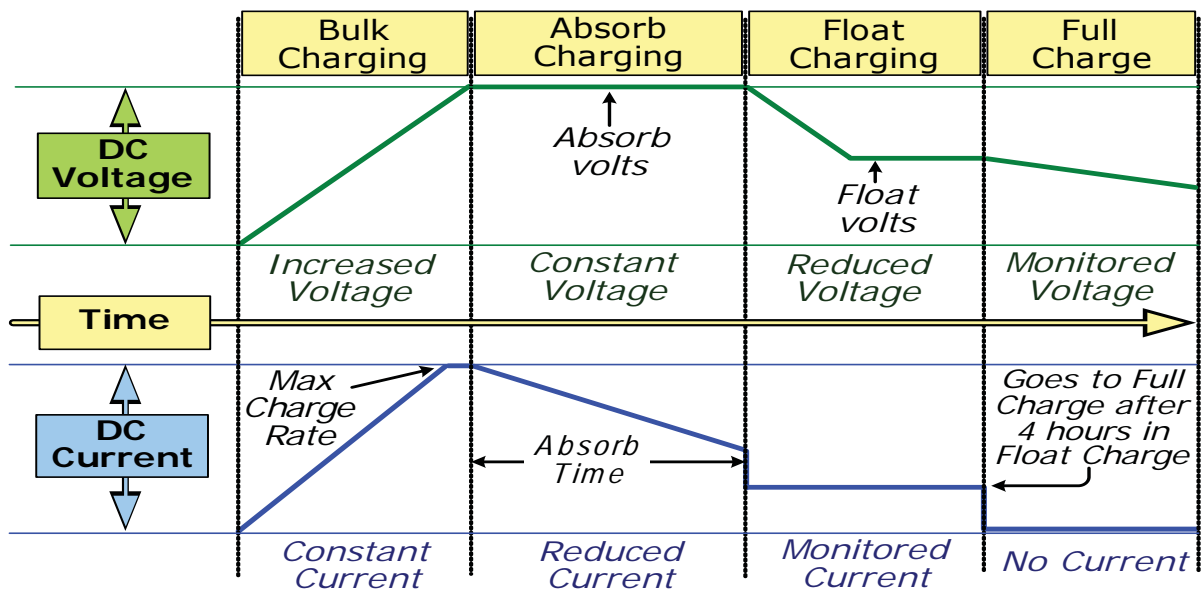 Bulk
Charging
Absorb
Charging
Float
Charging
Full
Charge
DC
Voltage
Absorb
volts
Float
volts
Increased
Voltage
Constant
Voltage
Reduced
Voltage
Monitored
Voltage
Time
DC
Current
Max
Charge
Rate
Absorb
Time
Goes to Full
Charge after
4 hours in
Float Charge
Constant
Current
Reduced
Current
Monitored
Current
No Current